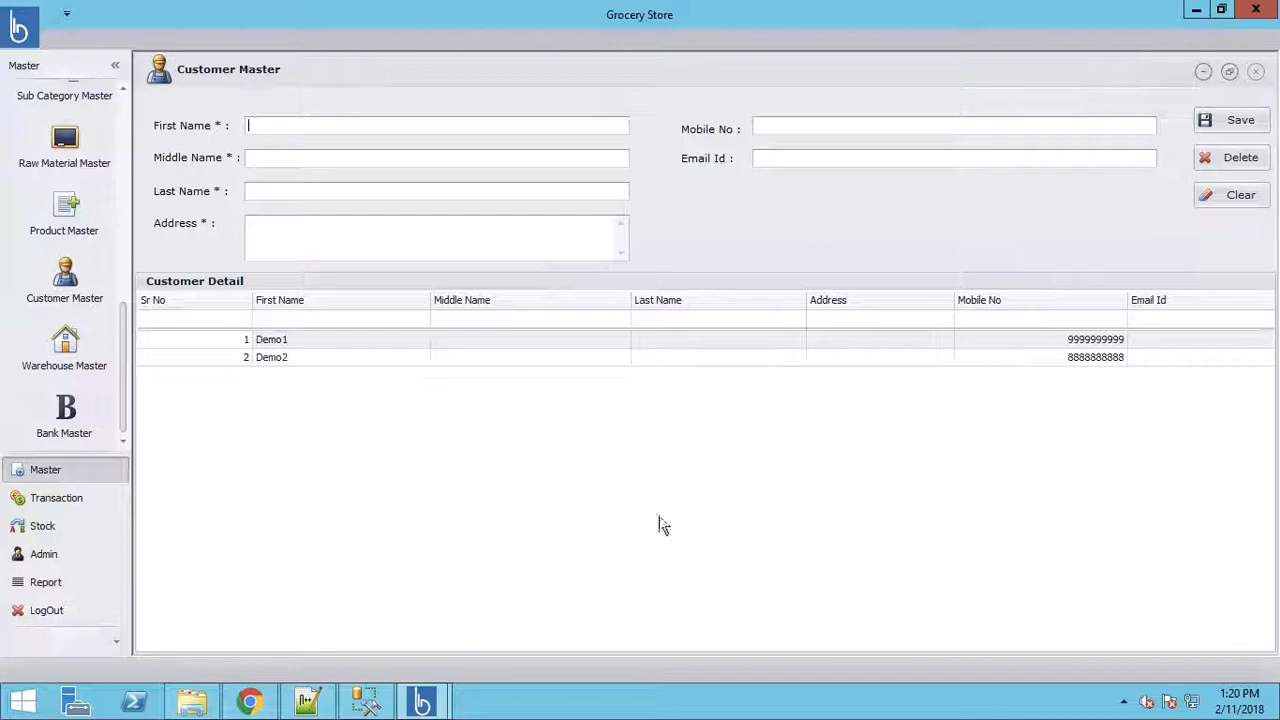 Grocery Store
Master «
Customer Master
Sub Category Master
Raw Material Master
Product Master
Customer Master
Warehouse Master
B
Bank Master
Master
Transaction
Stock
Admin
Report
LogOut
First Name * :
Middle Name * :
Last Name * :
Address * :
Mobile No :
Email Id :
Save
Delete
Clear
Customer Detail
Sr No First Name Middle Name Last Name Address Mobile No Email Id
1 Demo1 9999999999
2 Demo2 8888888888
1:20 PM
2/11/2018